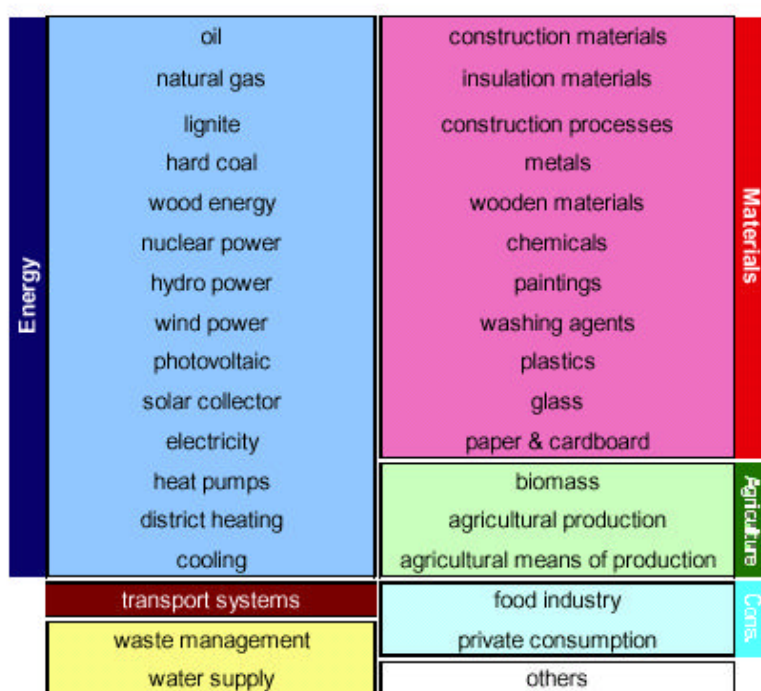 Energy
oil
natural gas
lignite
hard coal
wood energy
nuclear power
hydro power
wind power
photovoltaic
solar collector
electricity
heat pumps
district heating
cooling
transport systems
waste management
water supply
construction materials
insulation materials
construction processes
metals
wooden materials
chemicals
paintings
washing agents
plastics
glass
paper & cardboard
Materials
biomass
agricultural production
agricultural means of production
Agriculture
food industry
private consumption
Cons.
others